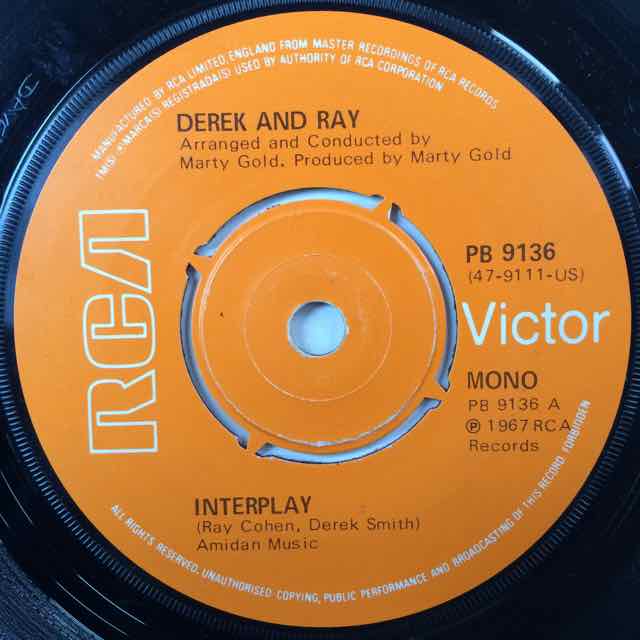 MANUFACTURED BY RCA LIMITED, ENGLAND FROM MASTER RECORDINGS OF RCA RECORDS
USED BY AUTHORITY OF RCA CORPORATION
DEREK AND RAY
Arranged and Conducted by
Marty Gold. Produced by Marty Gold
RCA
PB 9136
(47-9111-US)
Victor
MONO
PB 9136 A
℗ 1967 RCA
Records
INTERPLAY
(Ray Cohen, Derek Smith)
Amidan Music
ALL RIGHTS RESERVED. UNAUTHORISED COPYING, PUBLIC PERFORMANCE AND BROADCASTING OF THIS RECORD FORBIDDEN